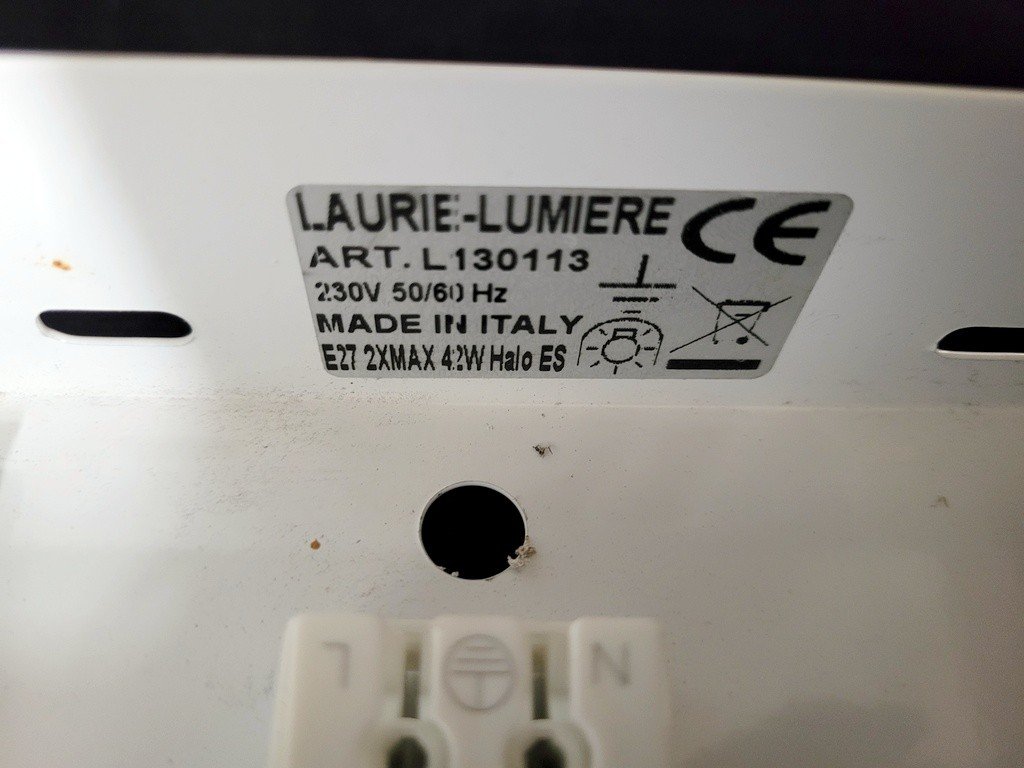 LAURIE-LUMIERE CE
ART. L130113
230V 50/60 Hz
MADE IN ITALY
E27 2XMAX 42W Halo ES
L N